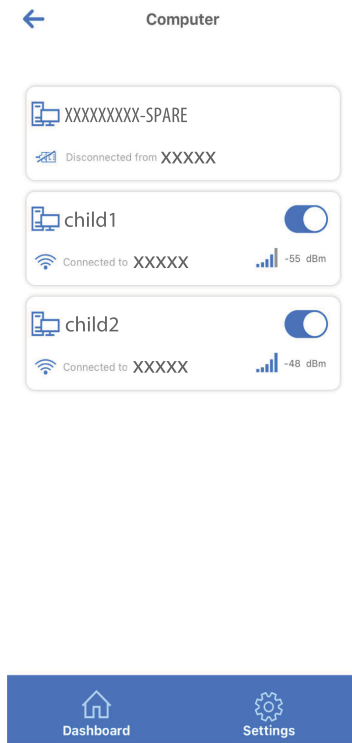 Computer
XXXXXXXXX-SPARE
Disconnected from XXXXX
child1
Connected to XXXXX
-55 dBm
child2
Connected to XXXXX
-48 dBm
Dashboard
Settings